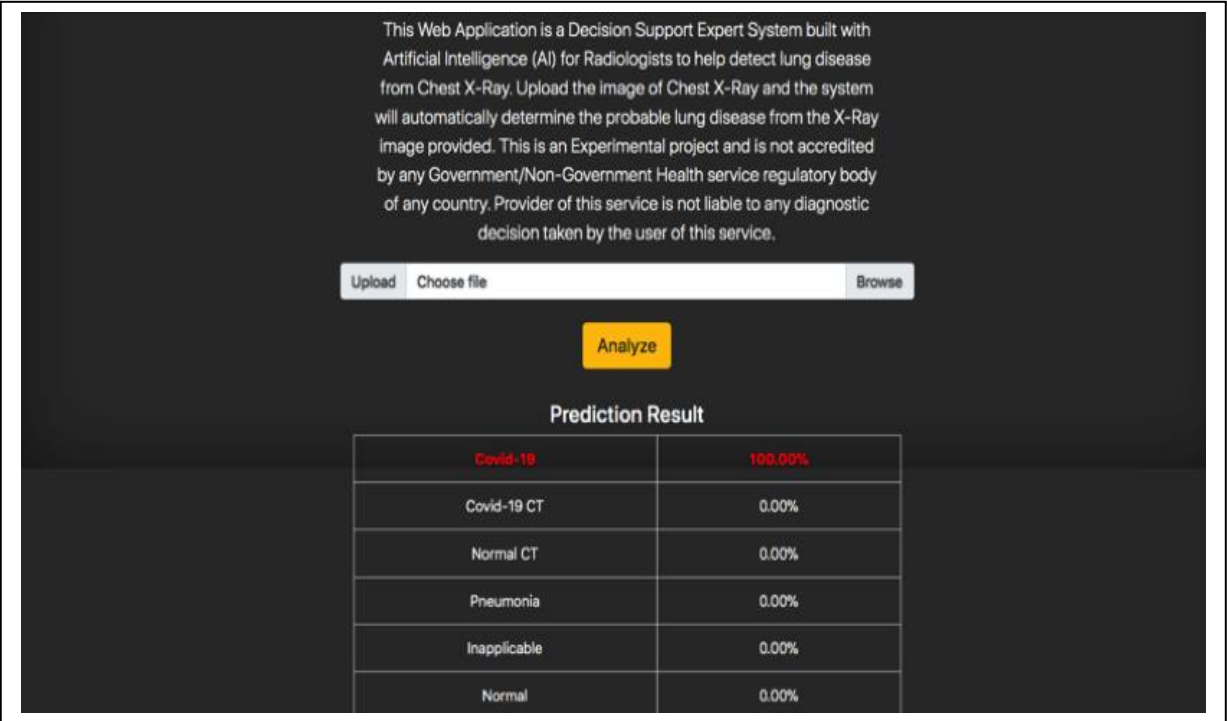 This Web Application is a Decision Support Expert System built with
Artificial Intelligence (AI) for Radiologists to help detect lung disease
from Chest X-Ray. Upload the image of Chest X-Ray and the system
will automatically determine the probable lung disease from the X-Ray
image provided. This is an Experimental project and is not accredited
by any Government/Non-Government Health service regulatory body
of any country. Provider of this service is not liable to any diagnostic
decision taken by the user of this service.
Upload Choose file Browse
Analyze
Prediction Result
Covid-19 100.00%
Covid-19 CT 0.00%
Normal CT 0.00%
Pneumonia 0.00%
Inapplicable 0.00%
Normal 0.00%